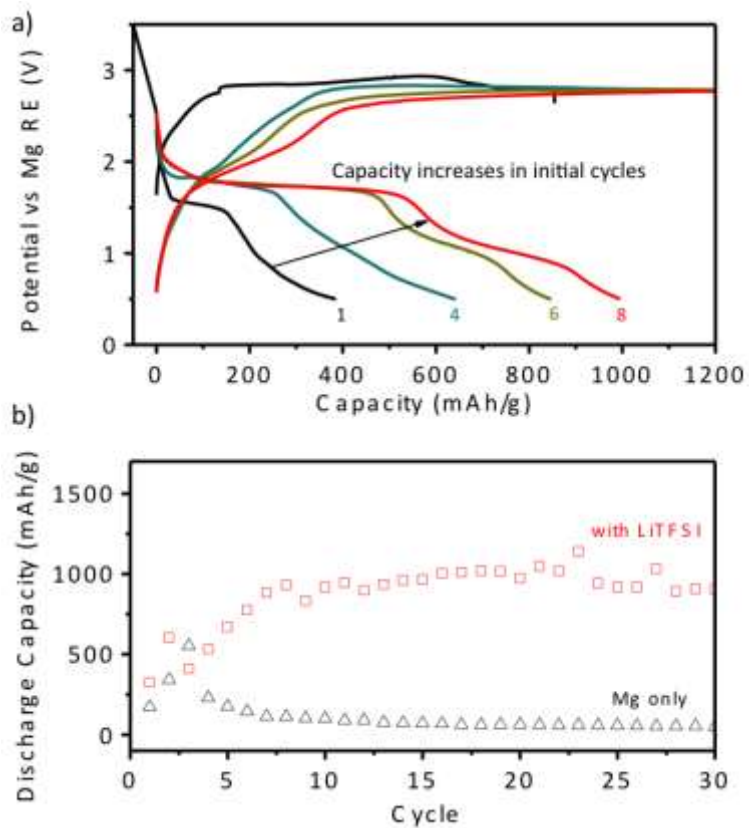 a)
Potential vs Mg RE (V)
3
2
1
0
Capacity increases in initial cycles
1
4
6
8
0 200 400 600 800 1000 1200
Capacity (mAh/g)
b)
Discharge Capacity (mAh/g)
1500
1000
500
0
with LiTFSI
Mg only
0 5 10 15 20 25 30
Cycle